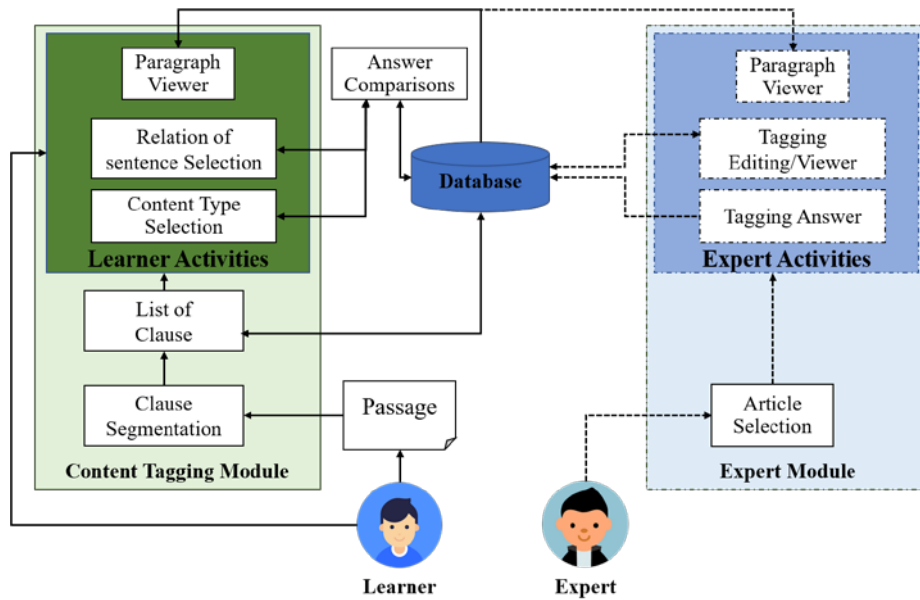 Paragraph
Viewer
Relation of
sentence Selection
Content Type
Selection
Learner Activities
List of
Clause
Clause
Segmentation
Content Tagging Module
Answer
Comparisons
Database
Passage
Learner
Expert
Paragraph
Viewer
Tagging
Editing/Viewer
Tagging Answer
Expert Activities
Article
Selection
Expert Module